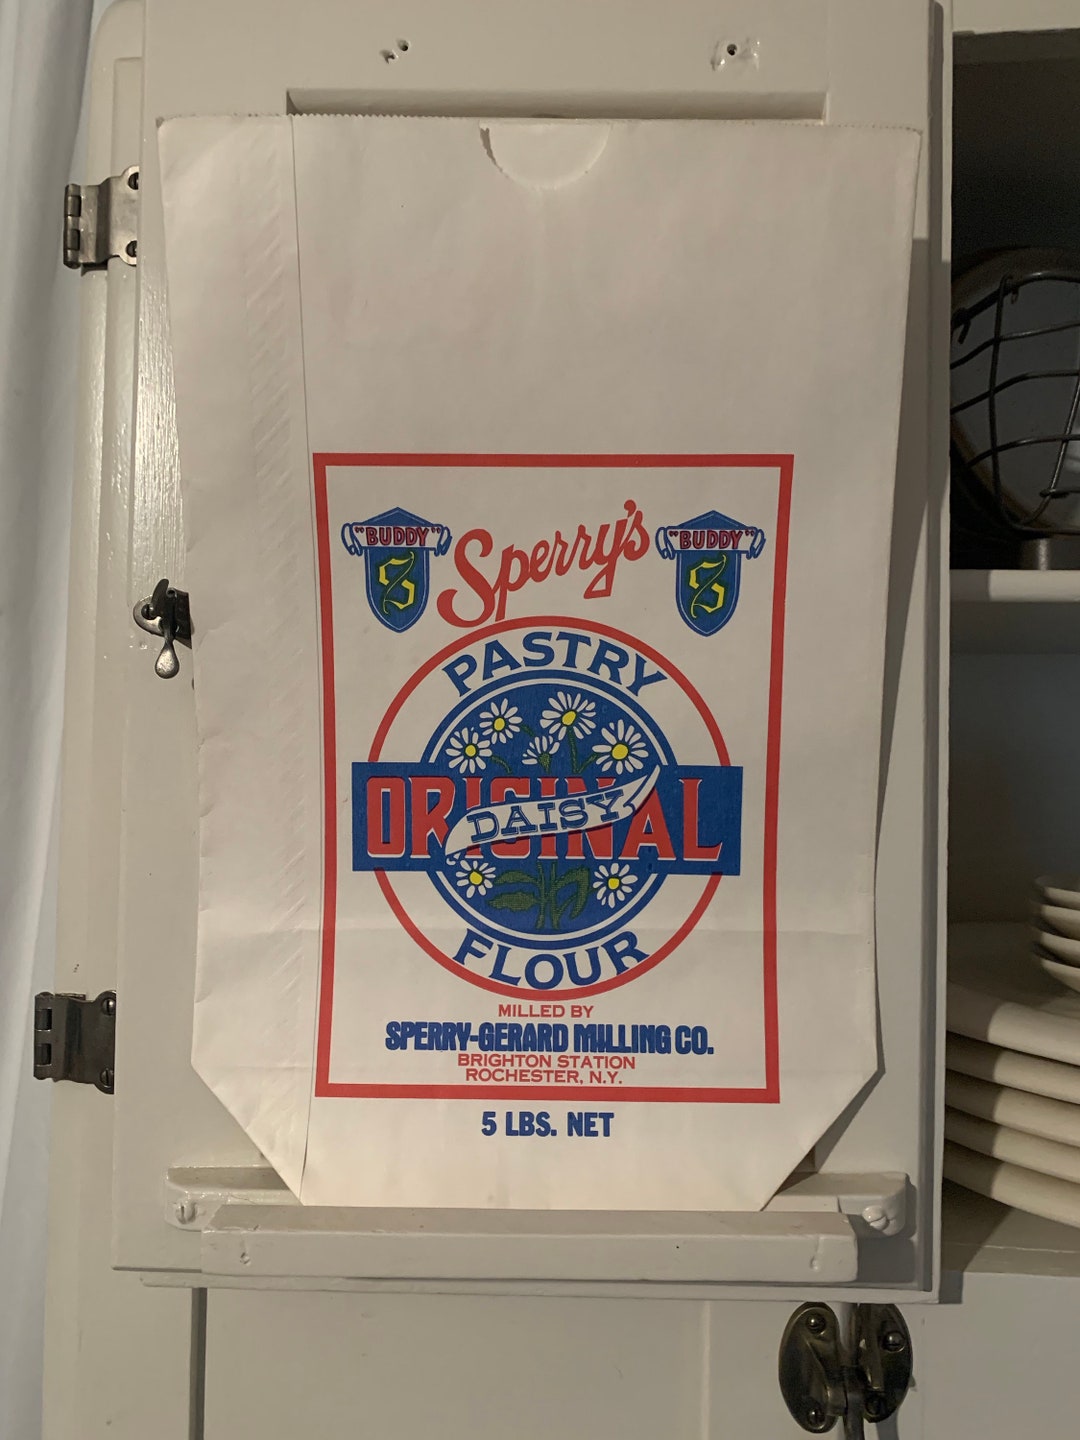 "BUDDY" Sperry's "BUDDY"
S S
PASTRY
ORIGINAL
DAISY
FLOUR
MILLED BY
SPERRY-GERARD MILLING CO.
BRIGHTON STATION
ROCHESTER, N.Y.
5 LBS. NET